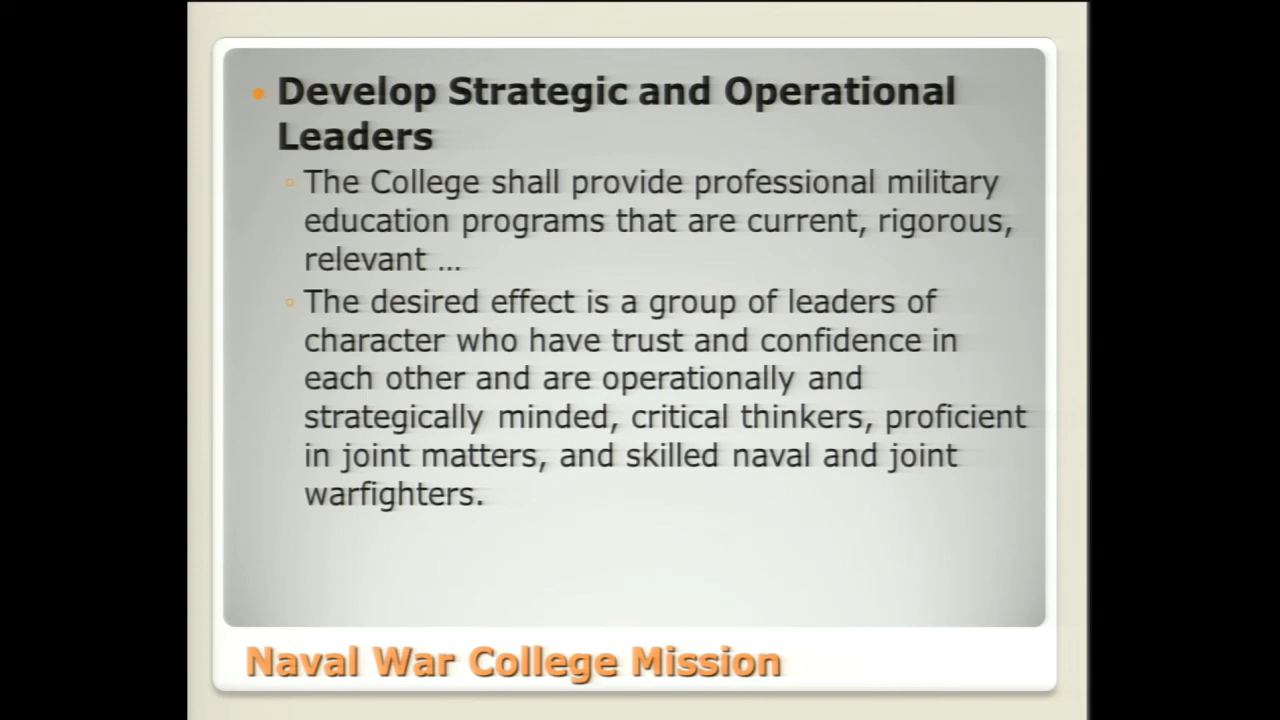 Develop Strategic and Operational
Leaders
The College shall provide professional military
education programs that are current, rigorous,
relevant …
The desired effect is a group of leaders of
character who have trust and confidence in
each other and are operationally and
strategically minded, critical thinkers, proficient
in joint matters, and skilled naval and joint
warfighters.
Naval War College Mission